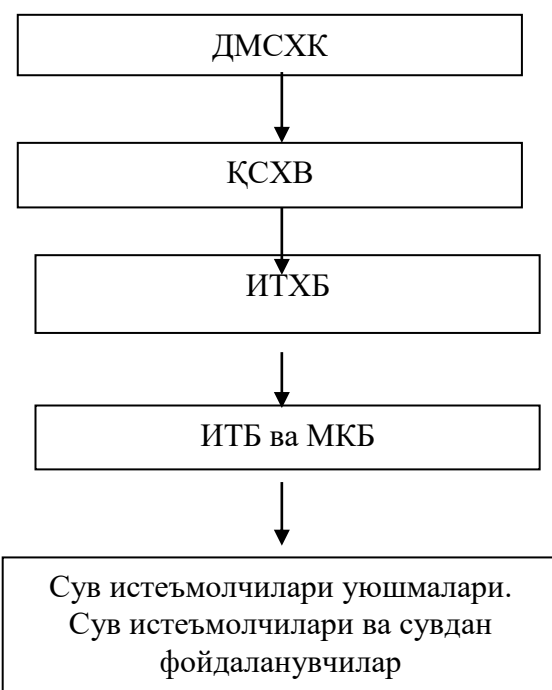 ДМСХК
ҚСХВ
ИТХБ
ИТБ ва МКБ
Сув истеъмолчилари уюшмалари.
Сув истеъмолчилари ва сувдан
фойдаланувчилар